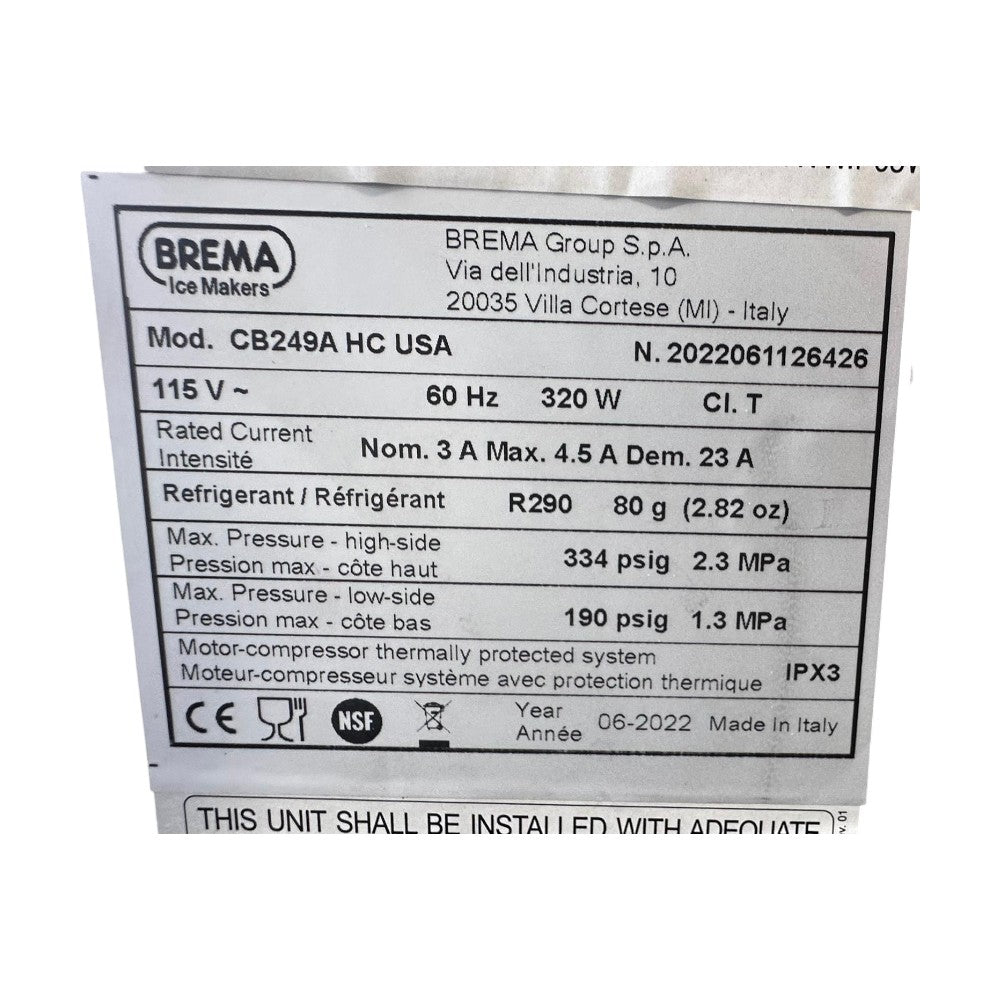 BREMA
Ice Makers
BREMA Group S.p.A.
Via dell'Industria, 10
20035 Villa Cortese (MI) - Italy
Mod. CB249A HC USA N. 2022061126426
115 V ~ 60 Hz 320 W Cl. T
Rated Current
Intensité
Nom. 3 A Max. 4.5 A Dem. 23 A
Refrigerant / Réfrigérant R290 80 g (2.82 oz)
Max. Pressure - high-side
Pression max - côte haut
334 psig 2.3 MPa
Max. Pressure - low-side
Pression max - côte bas
190 psig 1.3 MPa
Motor-compressor thermally protected system
Moteur-compresseur système avec protection thermique
IPX3
CE
NSF
Year
Année
06-2022 Made In Italy
THIS UNIT SHALL BE INSTALLED WITH ADEQUATE